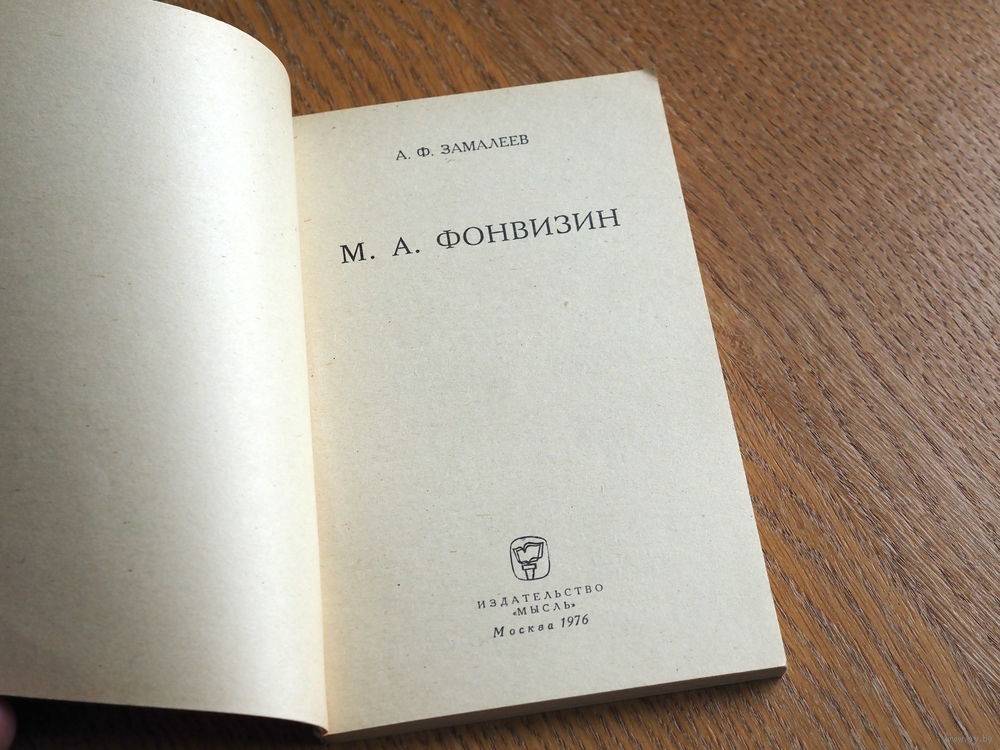 А. Ф. ЗАМАЛЕЕВ
М. А. ФОНВИЗИН
ИЗДАТЕЛЬСТВО
«МЫСЛЬ»
Москва 1976